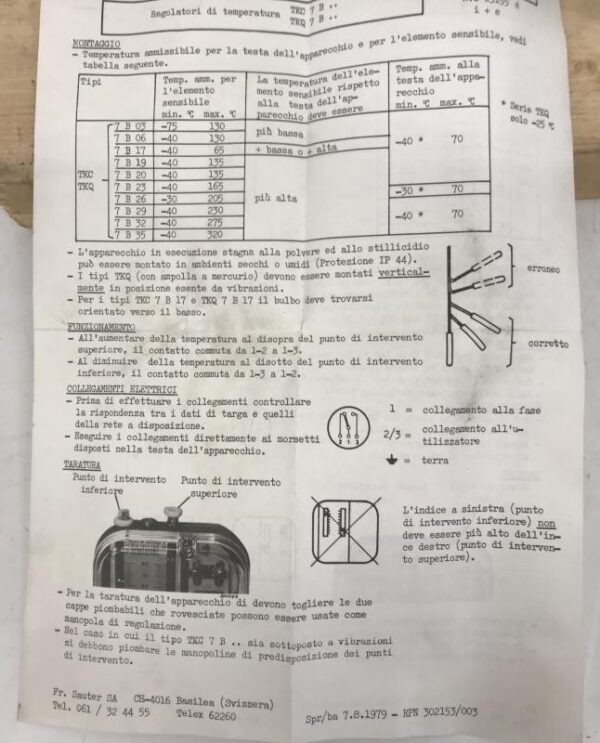 Regolatori di temperatura TKC 7 B ..
TKQ 7 B ..
i + e
MONTAGGIO
- Temperatura ammissibile per la testa dell'apparecchio e per l'elemento sensibile, vedi
tabella seguente.
Tipi
Temp. amm. per
l'elemento
sensibile
min. °C max. °C
La temperatura dell'ele-
mento sensibile rispetto
alla testa dell'ap-
parecchio deve essere
Temp. amm. alla
testa dell'appa-
recchio
min. °C max. °C
* Serie TKQ
solo -25 °C
TKC
TKQ
7 B 03 -75 130 più bassa -40 * 70
7 B 06 -40 130
7 B 17 -40 65 + bassa o + alta
7 B 19 -40 135 più alta
7 B 20 -40 135
7 B 23 -40 165
7 B 26 -30 205 -30 * 70
7 B 29 -40 230 -40 * 70
7 B 32 -40 275
7 B 35 -40 320
- L'apparecchio in esecuzione stagna alla polvere ed allo stillicidio
può essere montato in ambienti secchi o umidi (Protezione IP 44).
- I tipi TKQ (con ampolla a mercurio) devono essere montati vertical-
mente in posizione esente da vibrazioni.
- Per i tipi TKC 7 B 17 e TKQ 7 B 17 il bulbo deve trovarsi
orientato verso il basso.
erroneo
corretto
FUNZIONAMENTO
- All'aumentare della temperatura al disopra del punto di intervento
superiore, il contatto commuta da 1-2 a 1-3.
- Al diminuire della temperatura al disotto del punto di intervento
inferiore, il contatto commuta da 1-3 a 1-2.
COLLEGAMENTI ELETTRICI
- Prima di effettuare i collegamenti controllare
la rispondenza tra i dati di targa e quelli
della rete a disposizione.
- Eseguire i collegamenti direttamente ai morsetti
disposti nella testa dell'apparecchio.
1 = collegamento alla fase
2/3 = collegamento all'u-
tilizzatore
= terra
TARATURA
Punto di intervento
inferiore
Punto di intervento
superiore
L'indice a sinistra (punto
di intervento inferiore) non
deve essere più alto dell'in-
ce destro (punto di interven-
to superiore).
- Per la taratura dell'apparecchio di devono togliere le due
cappe piombabili che rovesciate possono essere usate come
manopola di regolazione.
- Nel caso in cui il tipo TKC 7 B .. sia sottoposto a vibrazioni
si debbono piombare le manopoline di predisposizione dei punti
di intervento.
Fr. Sauter SA CH-4016 Basilea (Svizzera)
Tel. 061 / 32 44 55 Telex 62260
Spr/ba 7.8.1979 - RPN 302153/003